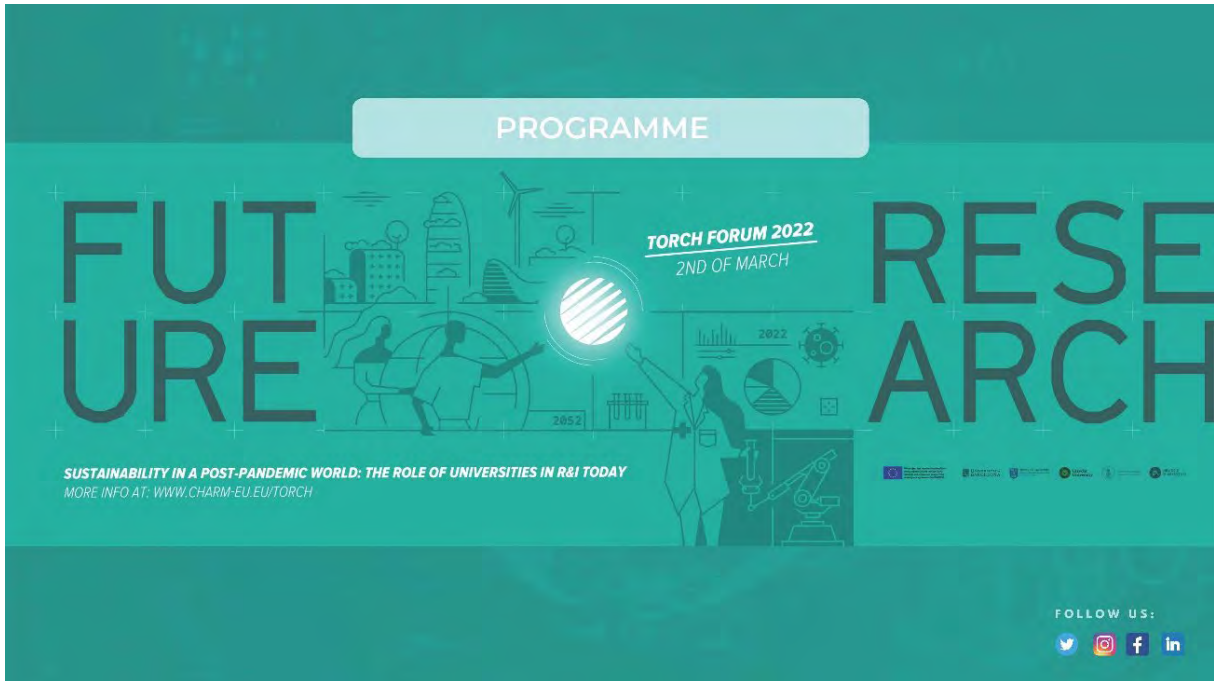 PROGRAMME
FUT
URE
TORCH FORUM 2022
2ND OF MARCH
RESE
ARCH
2022
2052
SUSTAINABILITY IN A POST-PANDEMIC WORLD: THE ROLE OF UNIVERSITIES IN R&I TODAY
MORE INFO AT: WWW.CHARM-EU.EU/TORCH
FOLLOW US: